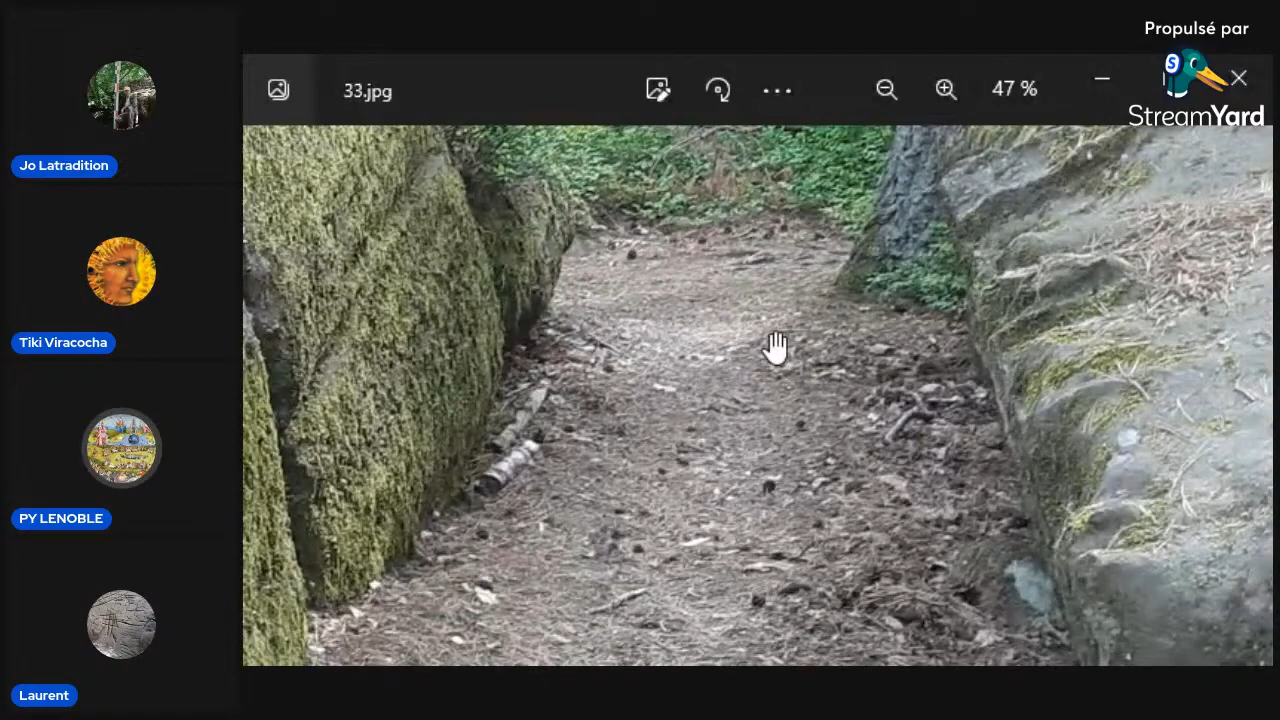 Propulsé par
StreamYard
33.jpg
47 %
Jo Latradition
Tiki Viracocha
PY LENOBLE
Laurent